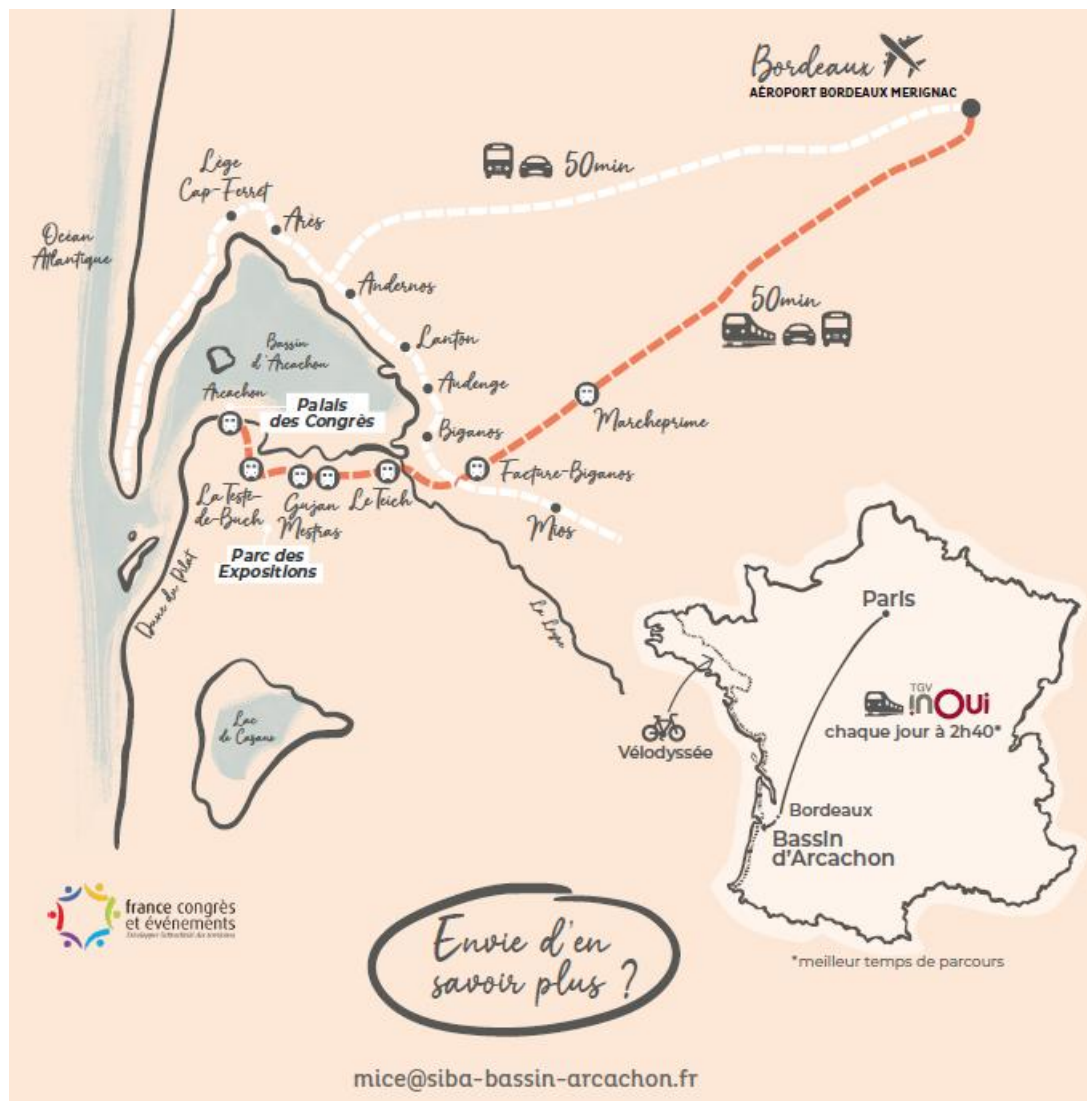 Bordeaux
AÉROPORT BORDEAUX MERIGNAC
50min
Lège
Cap-Ferret
Arès
Océan
Atlantique
Andernos
50min
Bassin
d'Arcachon
Lanton
Arcachon
Audenge
Palais
des Congrès
Marcheprime
Biganos
La Teste-
de-Buch
Gujan
Mestras
Le Teich
Facture-Biganos
Mios
Parc des
Expositions
Dune du Pilat
La Leyre
Lac
de Cazaux
Paris
TGV
inOui
chaque jour à 2h40*
Vélodyssée
Bordeaux
Bassin
d'Arcachon
*meilleur temps de parcours
france congrès
et événements
Envie d'en
savoir plus ?
mice@siba-bassin-arcachon.fr